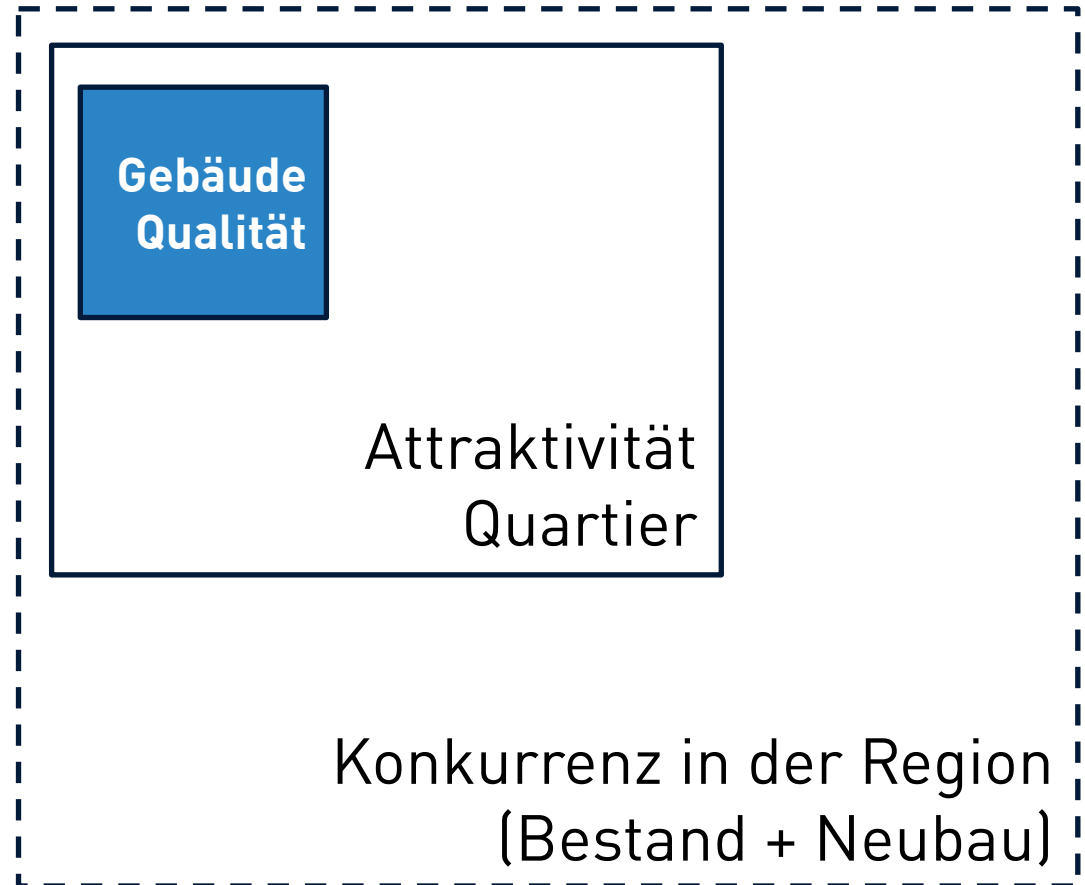 Gebäude
Qualität
Attraktivität
Quartier
Konkurrenz in der Region
(Bestand + Neubau)